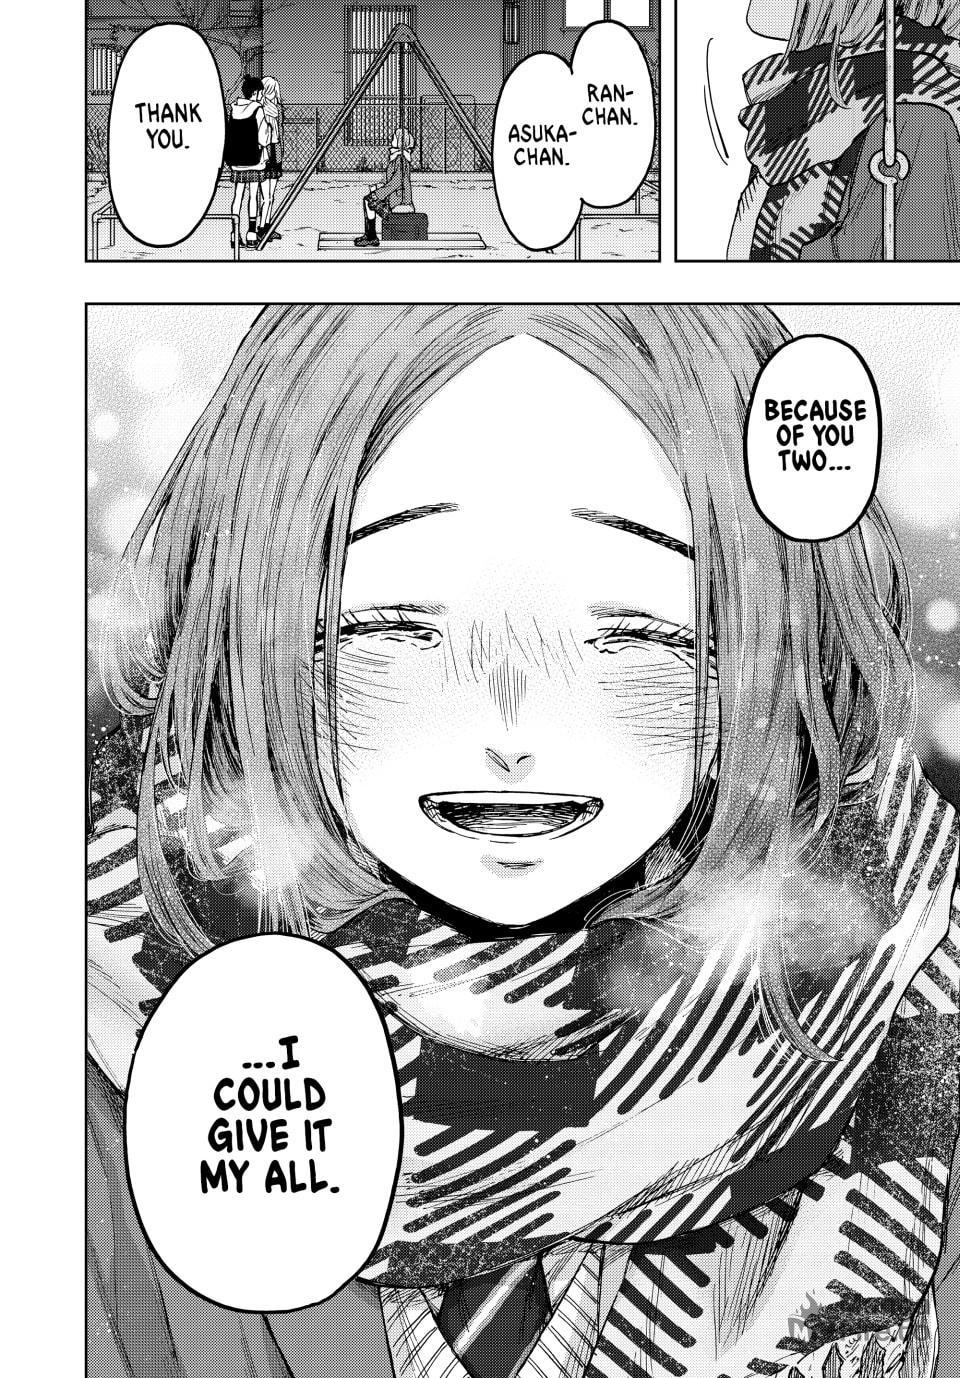 RAN-
CHAN.
ASUKA-
CHAN.
THANK
YOU.
BECAUSE
OF YOU
TWO...
...I
COULD
GIVE IT
MY ALL.